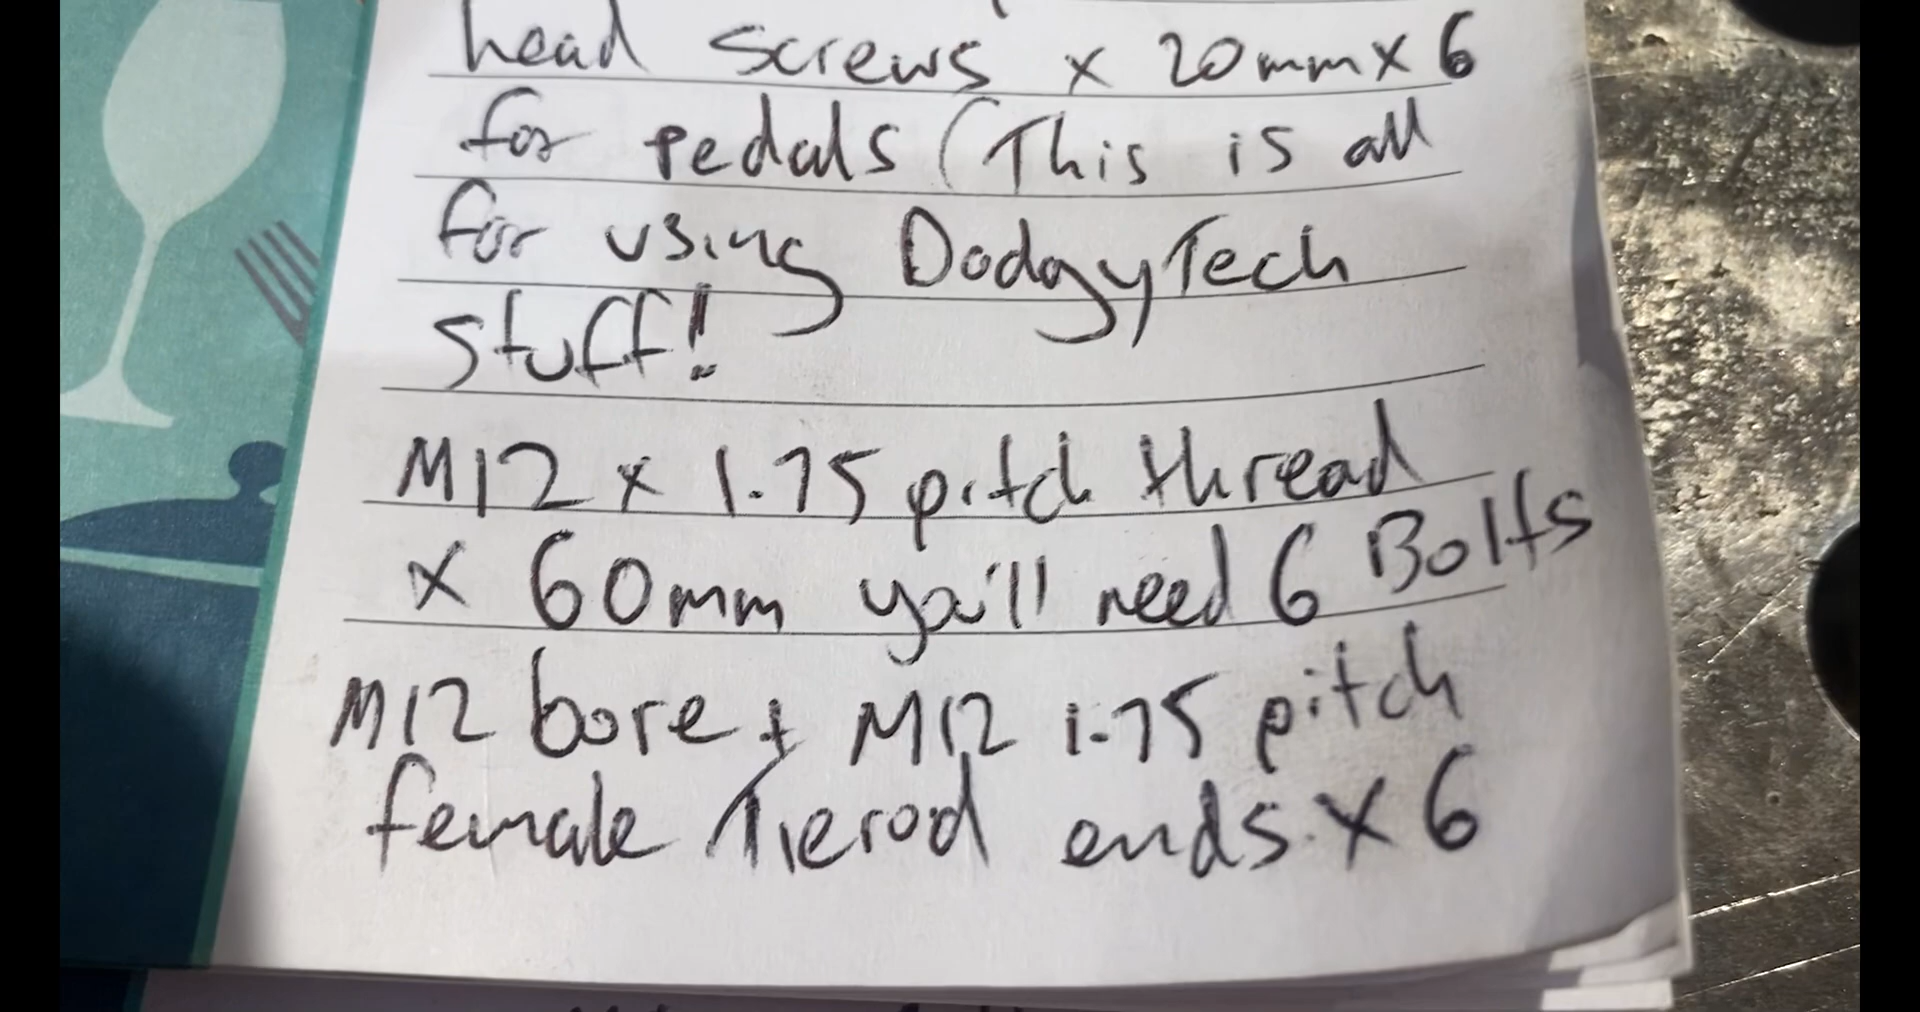 head screws x 20mm x 6
for pedals (This is all
for using DodgyTech
stuff!
M12 x 1.75 pitch thread
x 60mm you'll need 6 Bolts
M12 bore + M12 1.75 pitch
female Tierod ends x 6